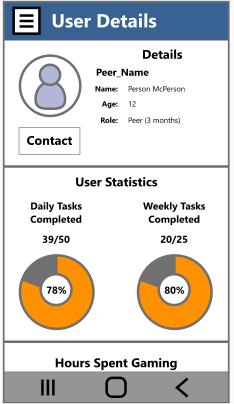 User Details
Details
Peer_Name
Name: Person McPerson
Age: 12
Role: Peer (3 months)
Contact
User Statistics
Daily Tasks
Completed
39/50
78%
Weekly Tasks
Completed
20/25
80%
Hours Spent Gaming